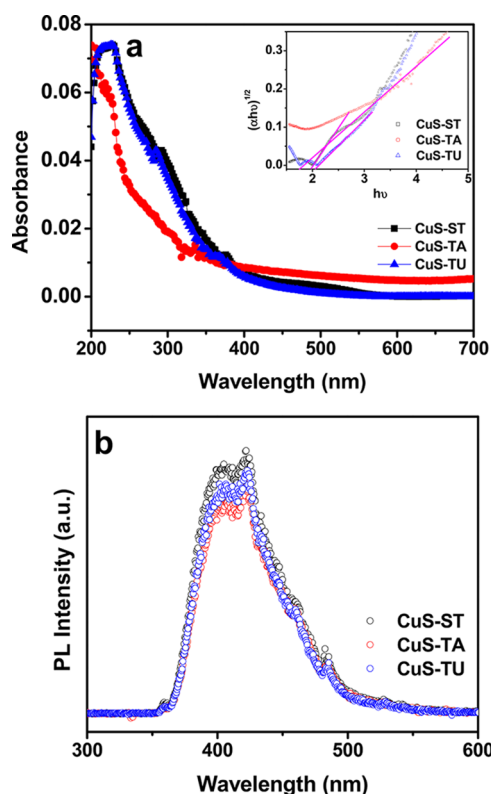 a
0.08
0.06
0.04
0.02
0.00
Absorbance
200 300 400 500 600 700
Wavelength (nm)
CuS-ST
CuS-TA
CuS-TU
0.3
0.2
0.1
0.0
(αhυ)1/2
2 3 4 5
hυ
CuS-ST
CuS-TA
CuS-TU
b
PL Intensity (a.u.)
CuS-ST
CuS-TA
CuS-TU
300 400 500 600
Wavelength (nm)